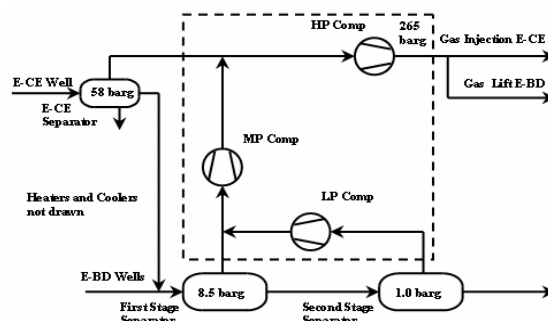 HP Comp
265
barg
Gas Injection E-CE
E-CE Well
58 barg
Gas Lift E-BD
E-CE
Separator
MP Comp
Heaters and Coolers
not drawn
LP Comp
E-BD Wells
8.5 barg
1.0 barg
First Stage
Separator
Second Stage
Separator